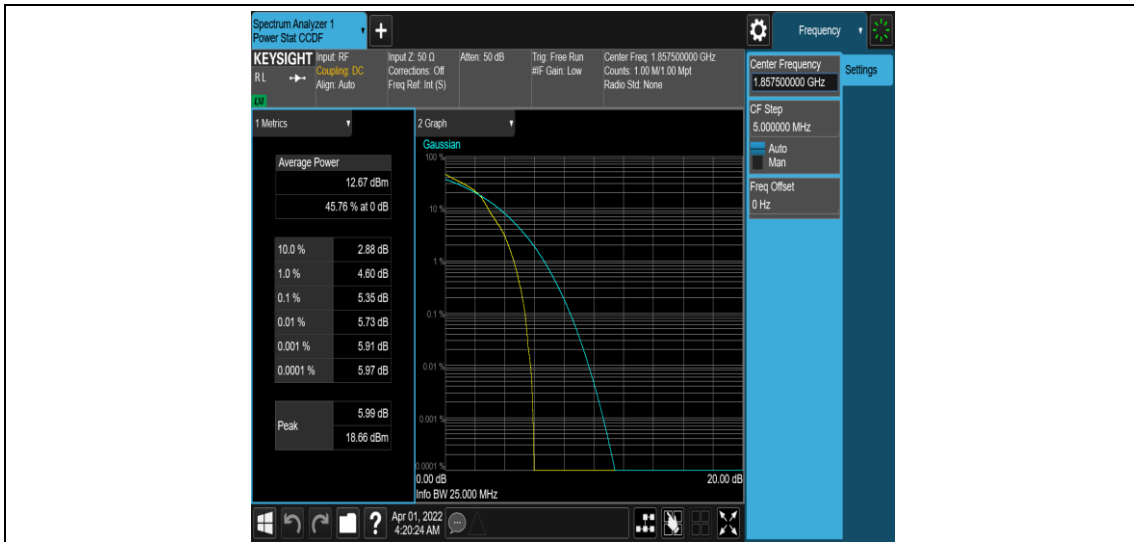 Spectrum Analyzer 1
Power Stat CCDF
+
Frequency
KEYSIGHT
RL
LXI
Input: RF
Coupling: DC
Align: Auto
Input Z: 50 Ω
Corrections: Off
Freq Ref: Int (S)
Atten: 50 dB
Trig: Free Run
#IF Gain: Low
Center Freq: 1.857500000 GHz
Counts: 1.00 M/1.00 Mpt
Radio Std: None
Center Frequency
1.857500000 GHz
Settings
CF Step
5.000000 MHz
Auto
Man
Freq Offset
0 Hz
1 Metrics
Average Power
12.67 dBm
45.76 % at 0 dB
10.0 % 2.88 dB
1.0 % 4.60 dB
0.1 % 5.35 dB
0.01 % 5.73 dB
0.001 % 5.91 dB
0.0001 % 5.97 dB
Peak 5.99 dB
18.66 dBm
2 Graph
Gaussian
100 %
10 %
1 %
0.1 %
0.01 %
0.001 %
0.0001 %
0.00 dB 20.00 dB
Info BW 25.000 MHz
?
Apr 01, 2022
4:20:24 AM